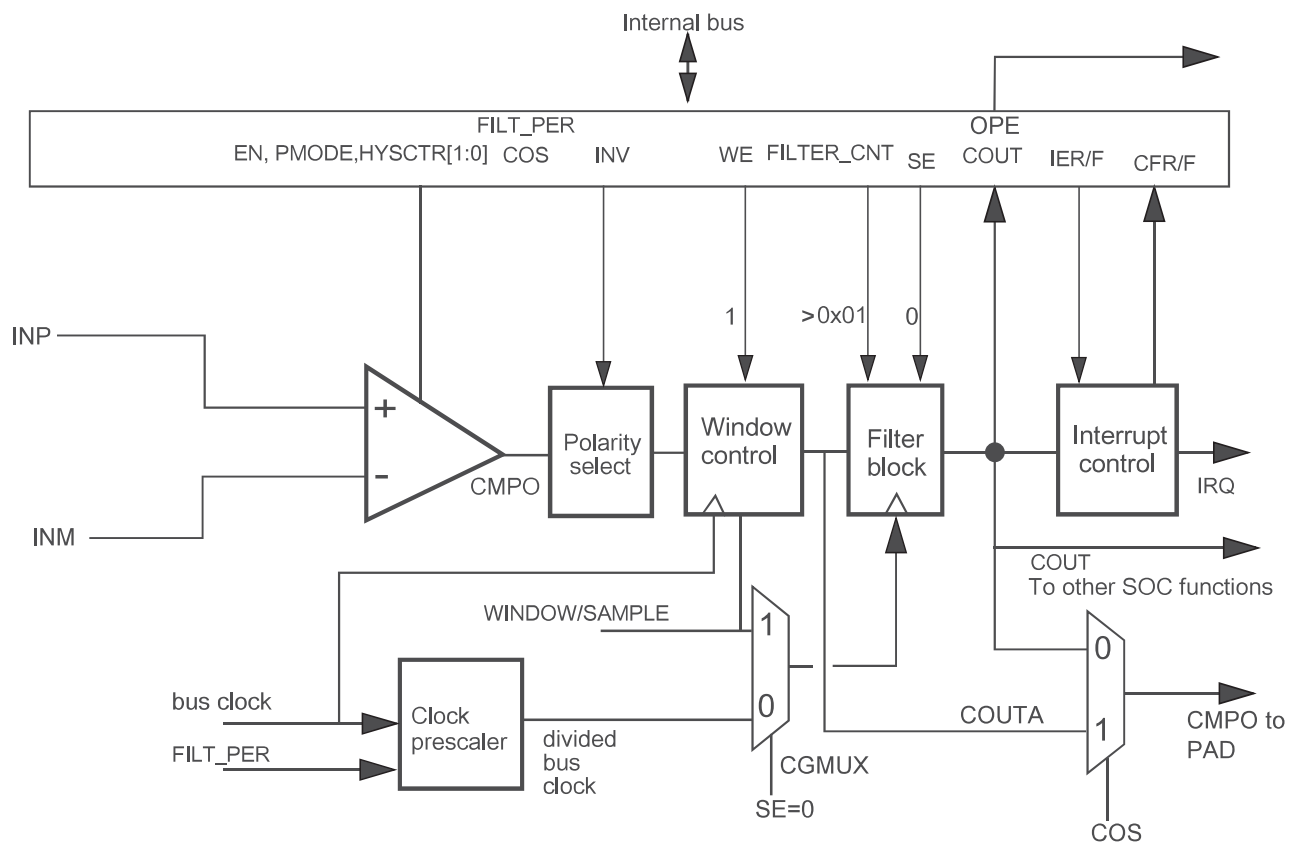 Internal bus
FILT_PER
OPE
EN, PMODE,HYSCTR[1:0]
COS
INV
WE
FILTER_CNT
SE
COUT
IER/F
CFR/F
INP
1
>0x01
0
+
-
INM
CMPO
Polarity
select
Window
control
Filter
block
Interrupt
control
IRQ
COUT
To other SOC functions
WINDOW/SAMPLE
1
0
0
1
bus clock
FILT_PER
Clock
prescaler
divided
bus
clock
CGMUX
SE=0
COUTA
CMPO to
PAD
COS